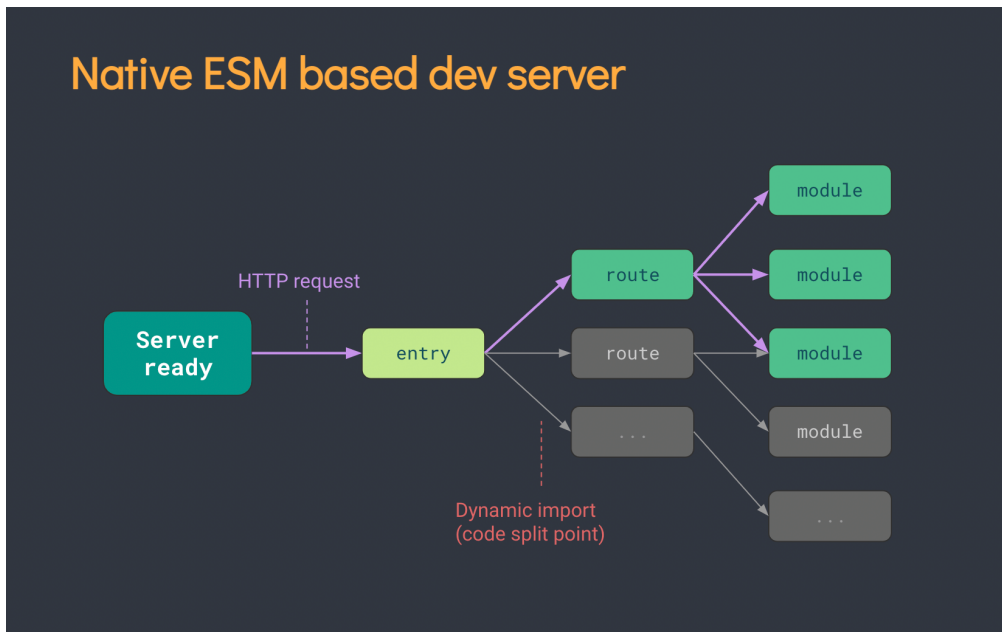 Native ESM based dev server
module
HTTP request
route
module
Server
ready
entry
route
module
...
module
Dynamic import
(code split point)
...